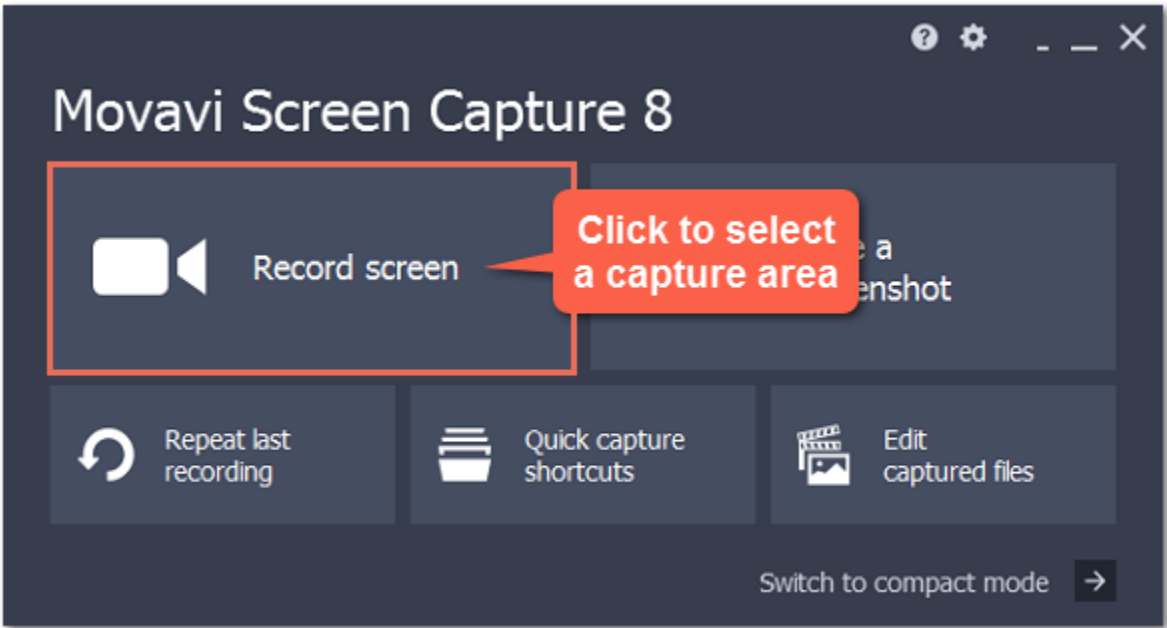 Movavi Screen Capture 8
Record screen
Click to select
a capture area
a
enshot
Repeat last
recording
Quick capture
shortcuts
Edit
captured files
Switch to compact mode